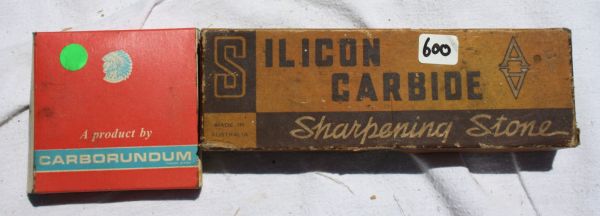 A product by
CARBORUNDUM
SILICON
CARBIDE
600
MADE IN
AUSTRALIA
Sharpening Stone